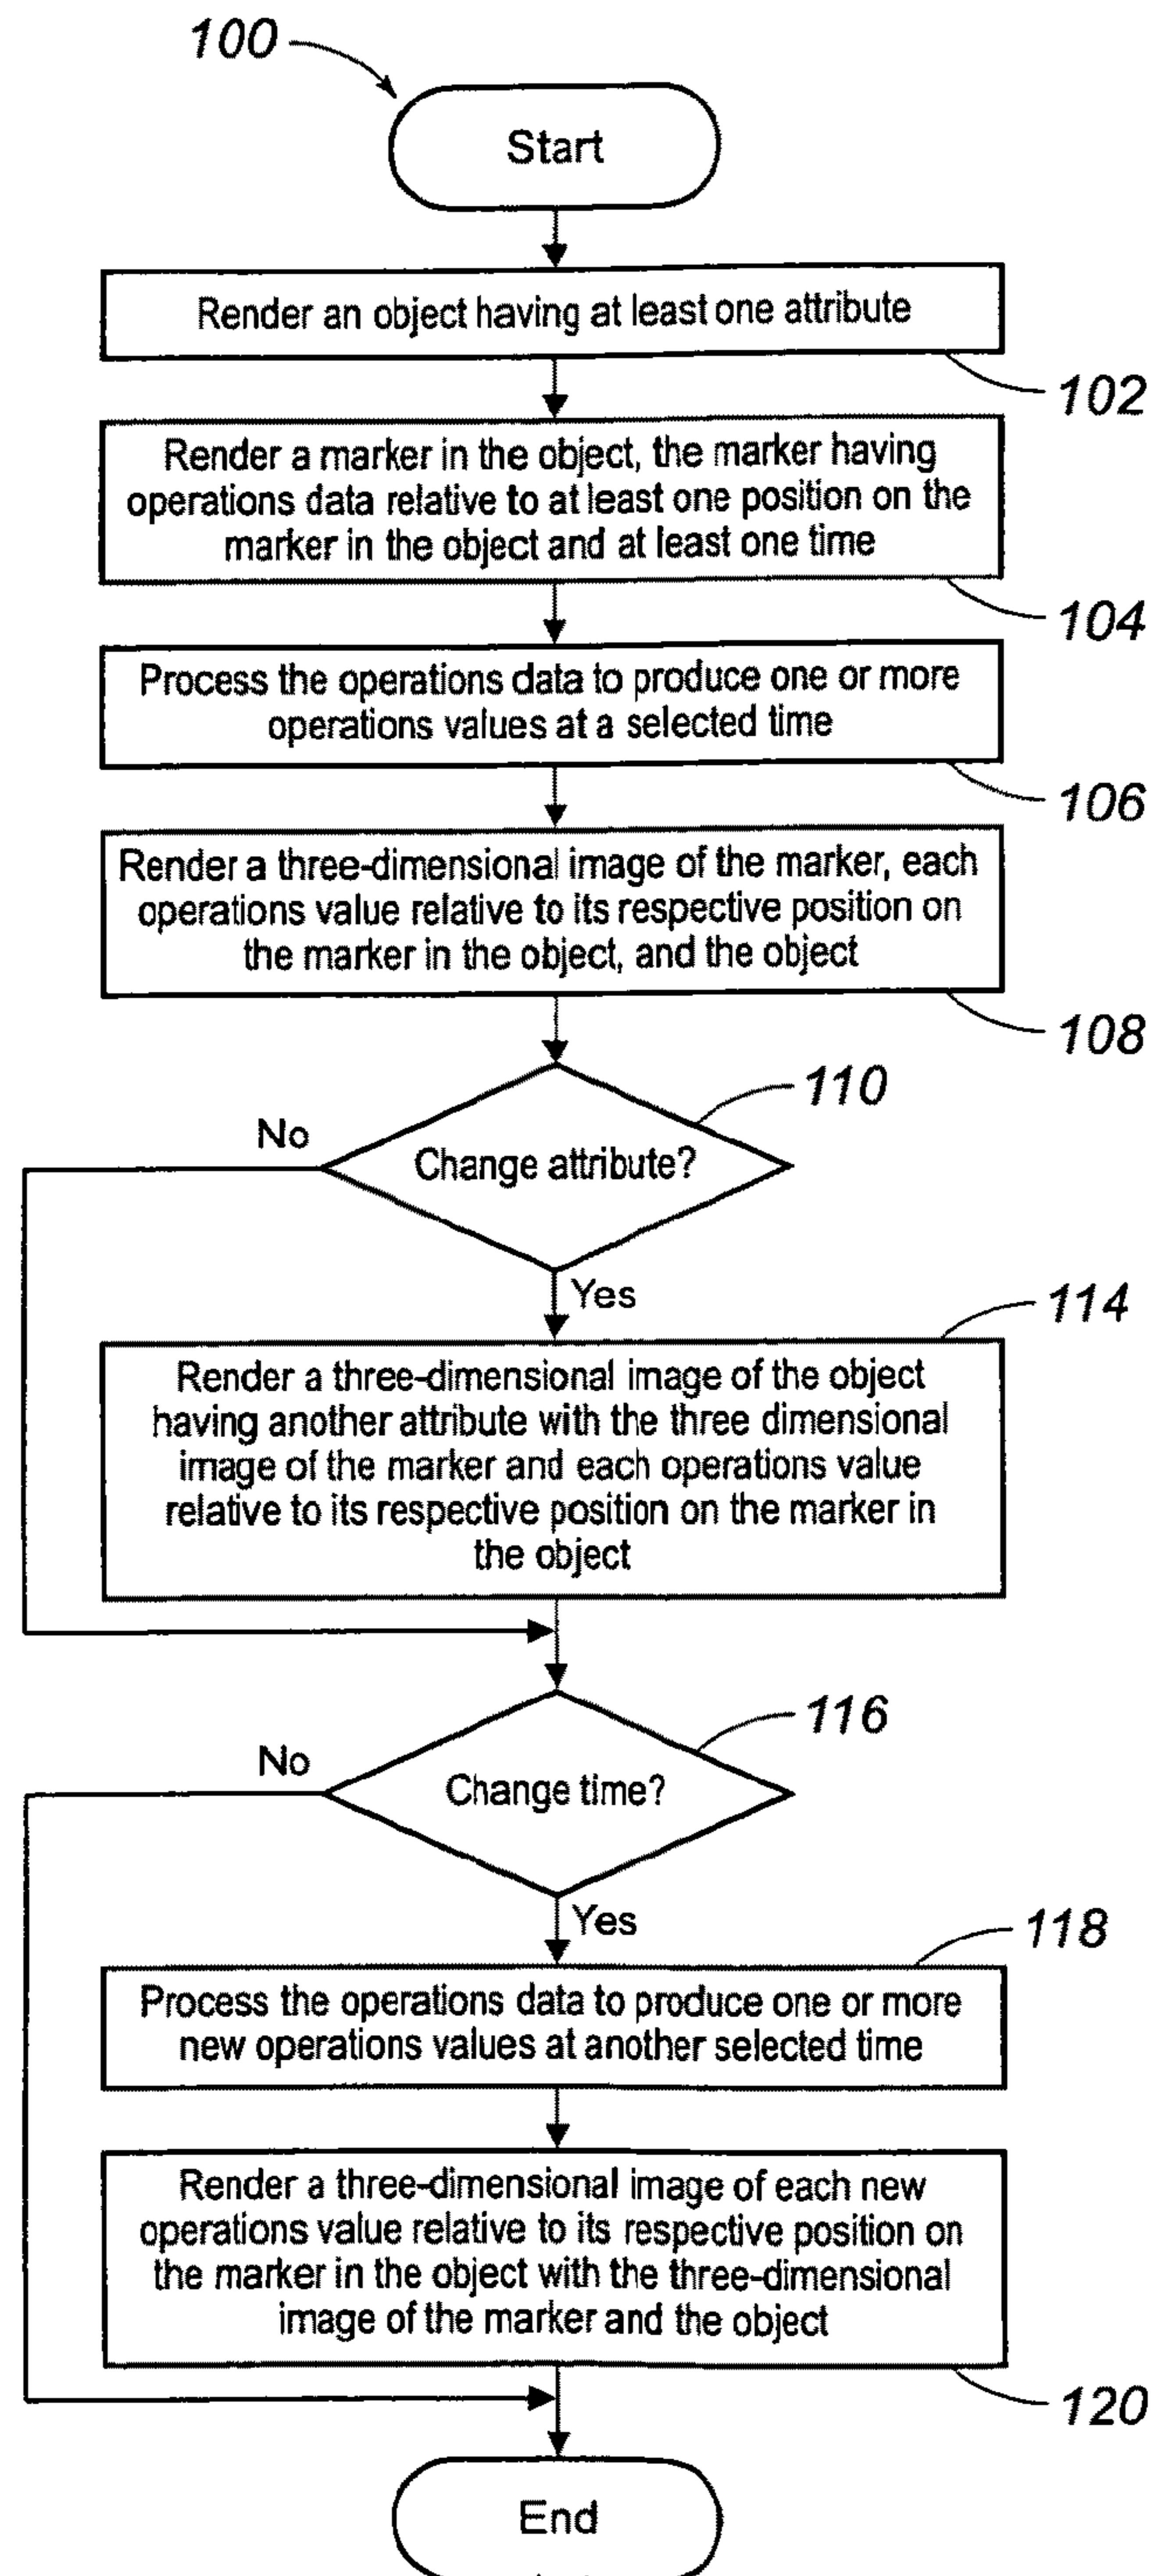 100
Start
Render an object having at least one attribute
102
Render a marker in the object, the marker having
operations data relative to at least one position on the
marker in the object and at least one time
104
Process the operations data to produce one or more
operations values at a selected time
106
Render a three-dimensional image of the marker, each
operations value relative to its respective position on
the marker in the object, and the object
108
110
No
Change attribute?
Yes
114
Render a three-dimensional image of the object
having another attribute with the three dimensional
image of the marker and each operations value
relative to its respective position on the marker in
the object
116
No
Change time?
Yes
118
Process the operations data to produce one or more
new operations values at another selected time
Render a three-dimensional image of each new
operations value relative to its respective position on
the marker in the object with the three-dimensional
image of the marker and the object
120
End